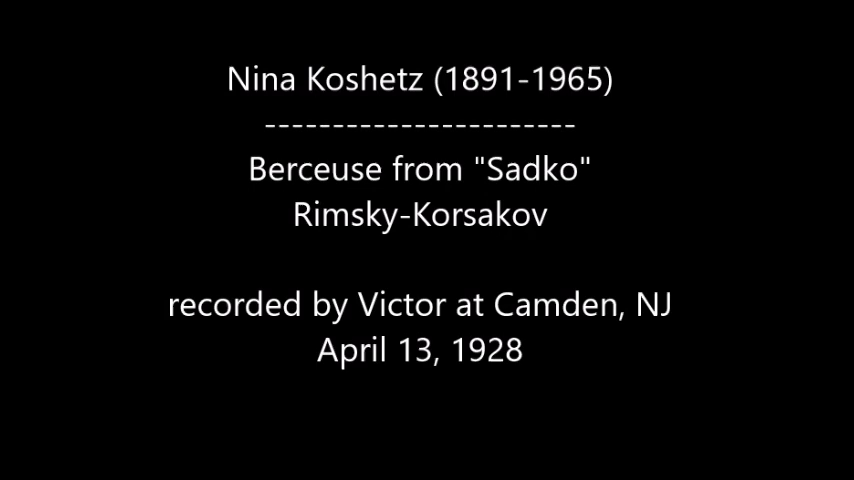 Nina Koshetz (1891-1965)
-----------------------
Berceuse from "Sadko"
Rimsky-Korsakov
recorded by Victor at Camden, NJ
April 13, 1928